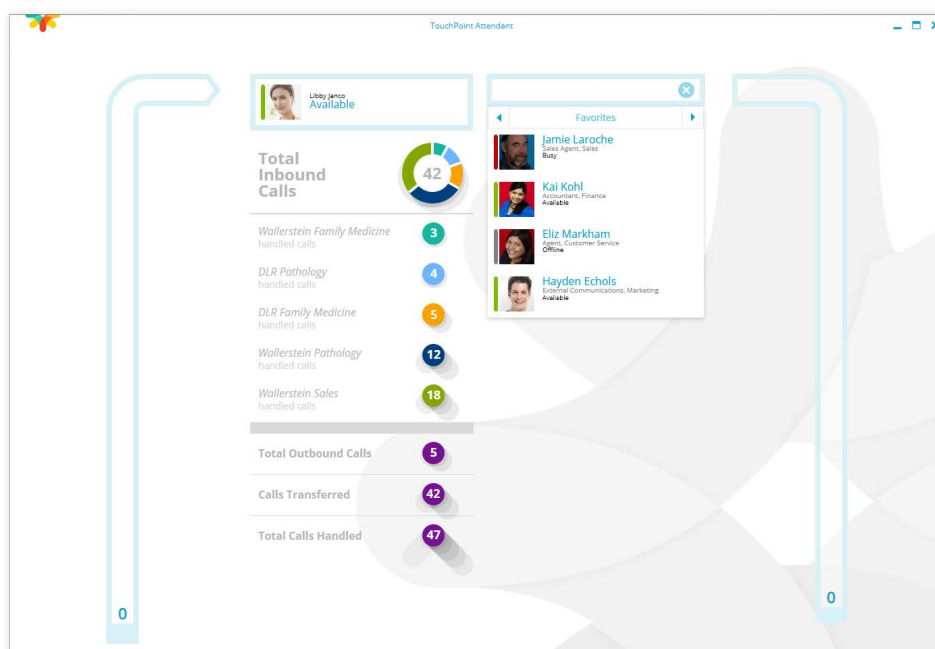 TouchPoint Attendant
Libby Janco
Available
Total
Inbound
Calls
42
Wallerstein Family Medicine
handled calls
3
DLR Pathology
handled calls
4
DLR Family Medicine
handled calls
5
Wallerstein Pathology
handled calls
12
Wallerstein Sales
handled calls
18
Total Outbound Calls
5
Calls Transferred
42
Total Calls Handled
47
Favorites
Jamie Laroche
Sales Agent, Sales
Busy
Kai Kohl
Accountant, Finance
Available
Eliz Markham
Agent, Customer Service
Offline
Hayden Echols
External Communications, Marketing
Available
0
0